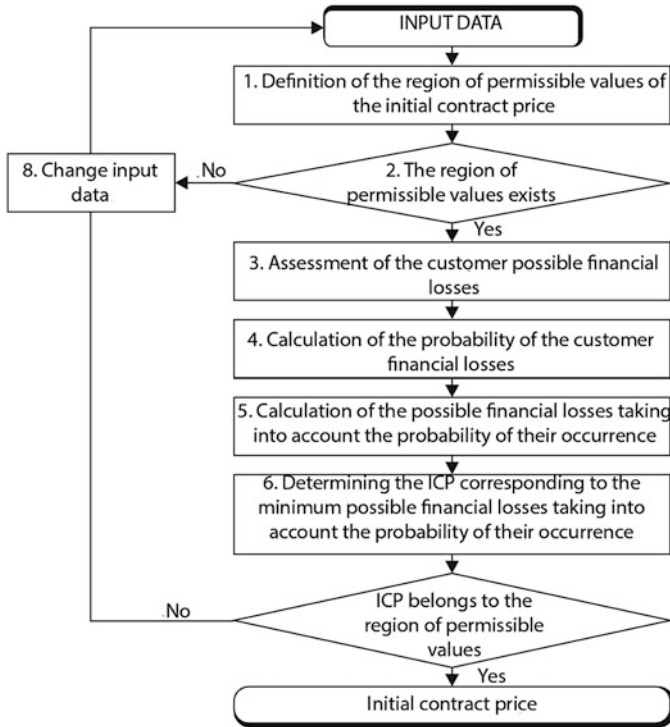 INPUT DATA
1. Definition of the region of permissible values of
the initial contract price
8. Change input
data
.No
2. The region of
permissible values exists
Yes
3. Assessment of the customer possible financial
losses
4. Calculation of the probability of the customer
financial losses
5. Calculation of the possible financial losses taking
into account the probability of their occurrence
6. Determining the ICP corresponding to the
minimum possible financial losses taking into
account the probability of their occurrence
.No
ICP belongs to the
region of permissible
values
Yes
Initial contract price